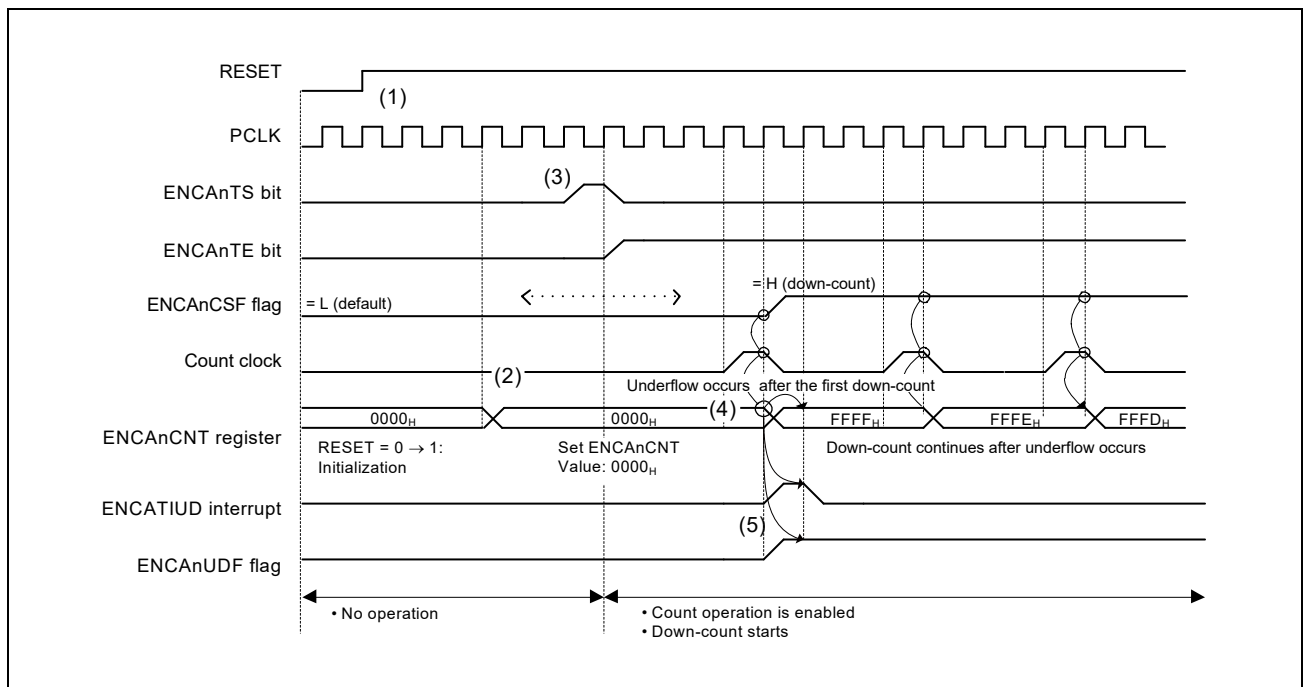 RESET
(1)
PCLK
(3)
ENCAnTS bit
ENCAnTE bit
= H (down-count)
ENCAnCSF flag
= L (default)
Count clock
(2)
Underflow occurs after the first down-count
(4)
0000H
0000H
FFFFH
FFFEH
FFFDH
ENCAnCNT register
RESET = 0 → 1:
Initialization
Set ENCAnCNT
Value: 0000H
Down-count continues after underflow occurs
ENCATIUD interrupt
(5)
ENCAnUDF flag
• No operation
• Count operation is enabled
• Down-count starts